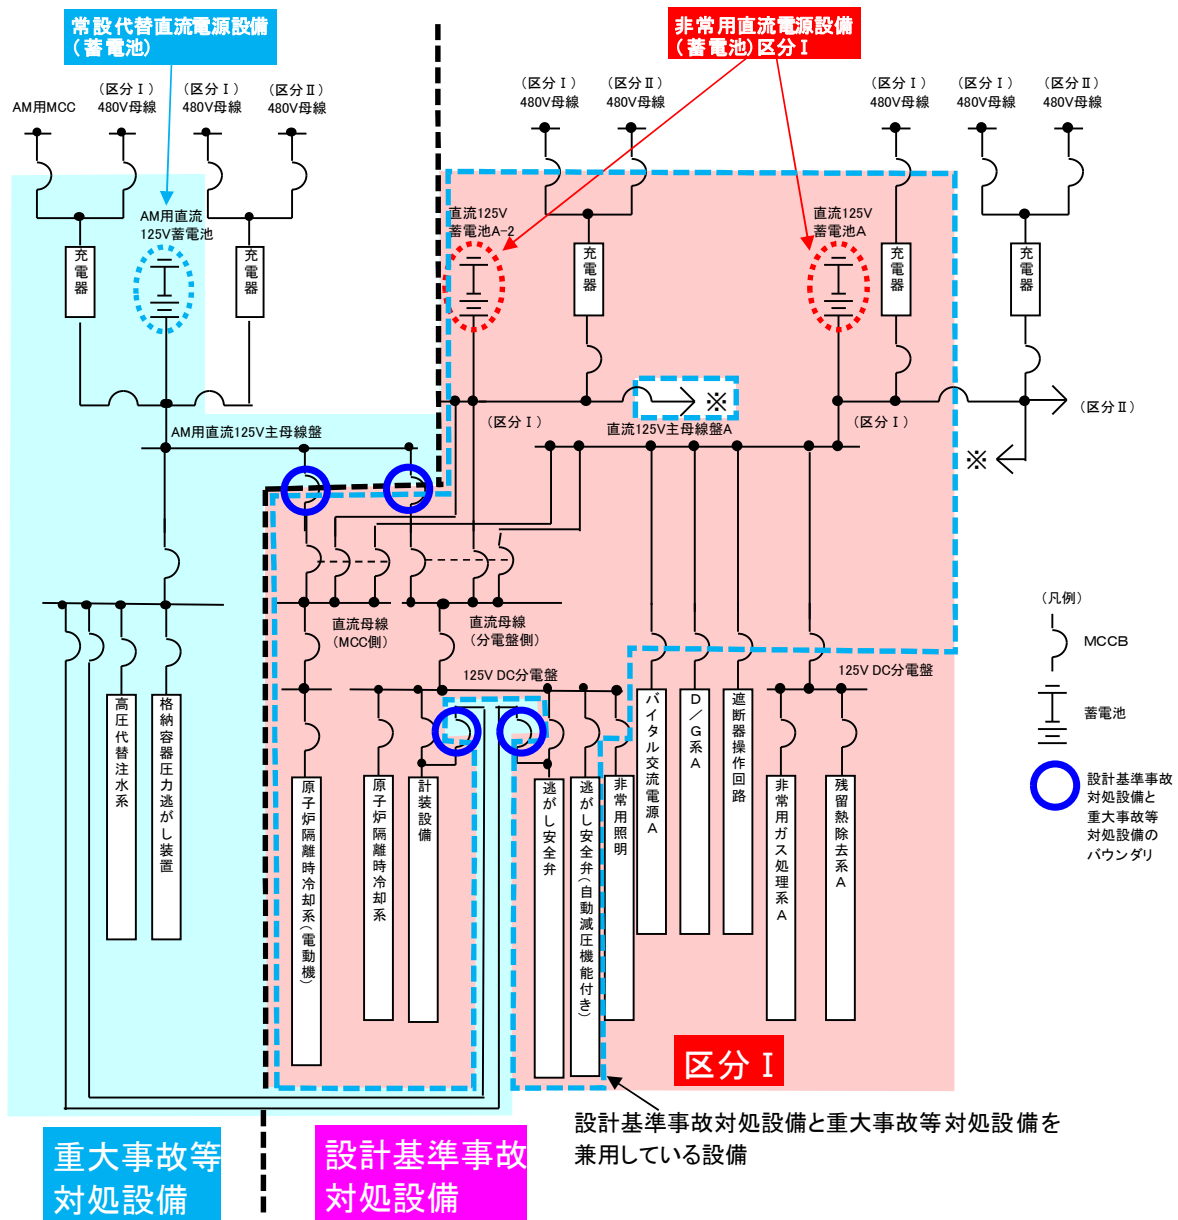 常設代替直流電源設備
(蓄電池)
非常用直流電源設備
(蓄電池)区分Ⅰ
AM用MCC
(区分Ⅰ)
480V母線
(区分Ⅰ)
480V母線
(区分Ⅱ)
480V母線
(区分Ⅰ)
480V母線
(区分Ⅱ)
480V母線
(区分Ⅰ)
480V母線
(区分Ⅰ)
480V母線
(区分Ⅱ)
480V母線
充電器
AM用直流
125V蓄電池
充電器
直流125V
蓄電池A-2
充電器
直流125V
蓄電池A
充電器
充電器
(区分Ⅰ)
※
直流125V主母線盤A
(区分Ⅰ)
(区分Ⅱ)
※
AM用直流125V主母線盤
直流母線
(MCC側)
直流母線
(分電盤側)
125V DC分電盤
125V DC分電盤
高圧代替注水系
格納容器圧力逃がし装置
原子炉隔離時冷却系(電動機)
原子炉隔離時冷却系
計装設備
逃がし安全弁
逃がし安全弁(自動減圧機能付き)
非常用照明
バイタル交流電源A
D/G系A
遮断器操作回路
非常用ガス処理系A
残留熱除去系A
(凡例)
MCCB
蓄電池
設計基準事故
対処設備と
重大事故等
対処設備の
バウンダリ
区分Ⅰ
設計基準事故対処設備と重大事故等対処設備を
兼用している設備
重大事故等
対処設備
設計基準事故
対処設備